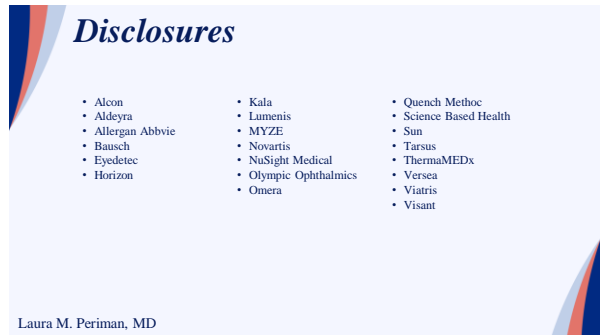 Disclosures
• Alcon
• Aldeyra
• Allergan Abbvie
• Bausch
• Eyedetec
• Horizon
• Kala
• Lumenis
• MYZE
• Novartis
• NuSight Medical
• Olympic Ophthalmics
• Omera
• Quench Methoc
• Science Based Health
• Sun
• Tarsus
• ThermaMEDx
• Versea
• Viatris
• Visant
Laura M. Periman, MD